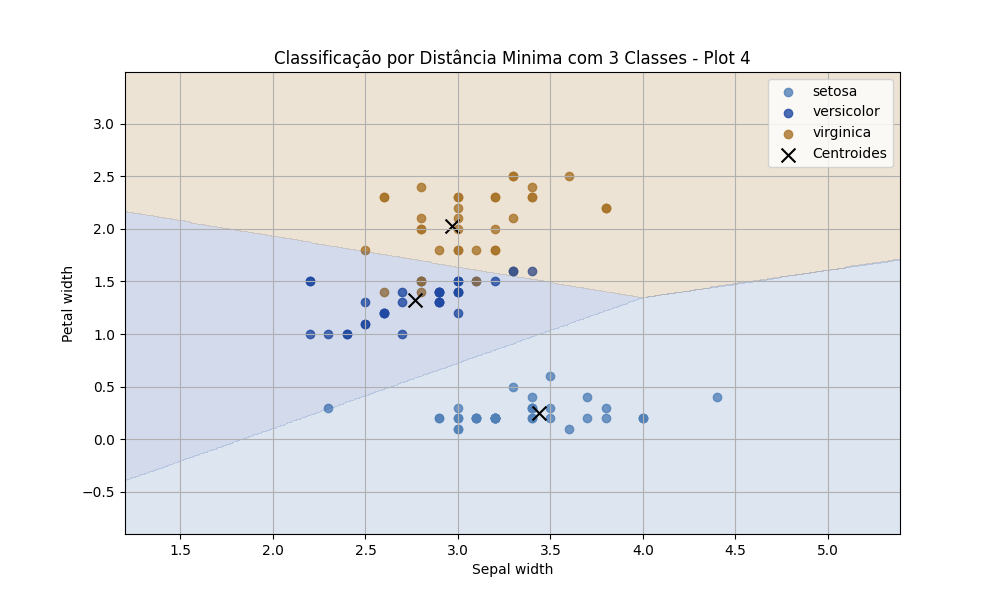 Classificação por Distância Minima com 3 Classes - Plot 4
setosa
versicolor
virginica
Centroides
Petal width
3.0
2.5
2.0
1.5
1.0
0.5
0.0
−0.5
1.5
2.0
2.5
3.0
3.5
4.0
4.5
5.0
Sepal width